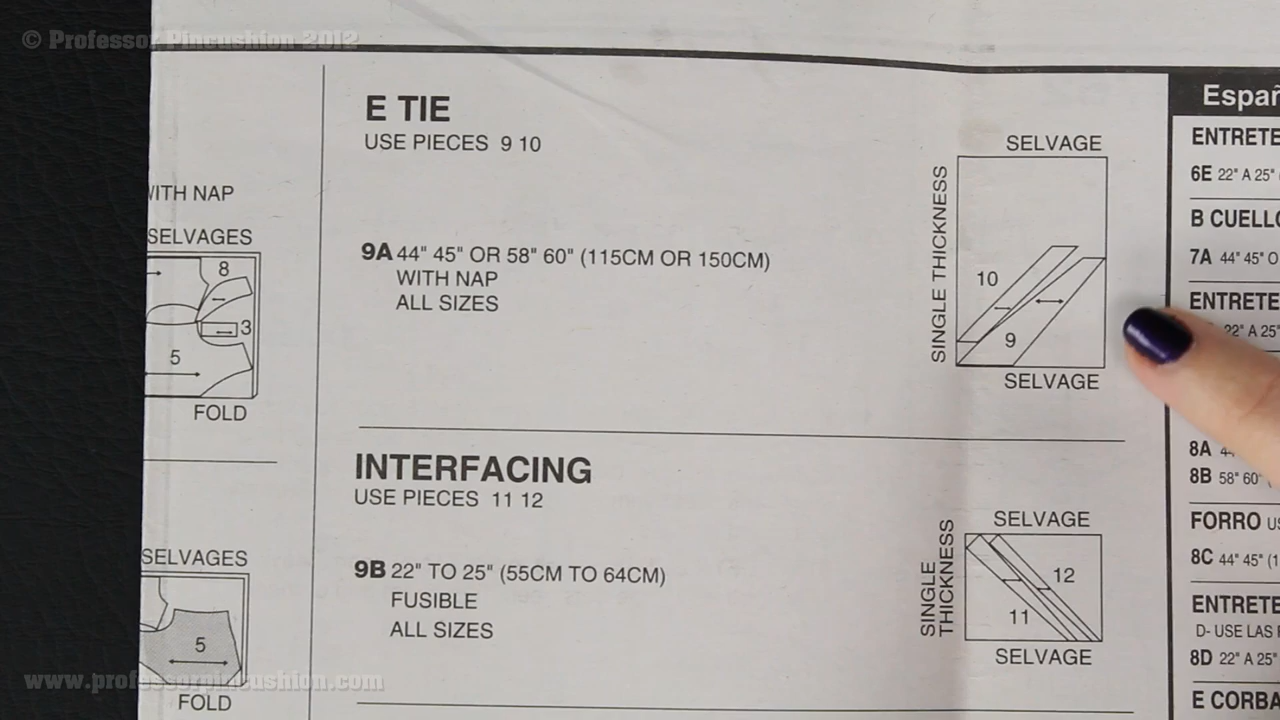 © Professor Pincushion 2012
WITH NAP
SELVAGES
8
3
5
FOLD
SELVAGES
5
FOLD
E TIE
USE PIECES 9 10
9A 44" 45" OR 58" 60" (115CM OR 150CM)
WITH NAP
ALL SIZES
SELVAGE
SINGLE THICKNESS
10
9
SELVAGE
INTERFACING
USE PIECES 11 12
9B 22" TO 25" (55CM TO 64CM)
FUSIBLE
ALL SIZES
SELVAGE
SINGLE
THICKNESS
12
11
SELVAGE
Españ
ENTRETE
6E 22" A 25"
B CUELLO
7A 44" 45" O
ENTRETE
22" A 25"
8A 4
8B 58" 60"
FORRO US
8C 44" 45" (1
ENTRETE
D- USE LAS
8D 22" A 25"
E CORBA
www.professorpincushion.com